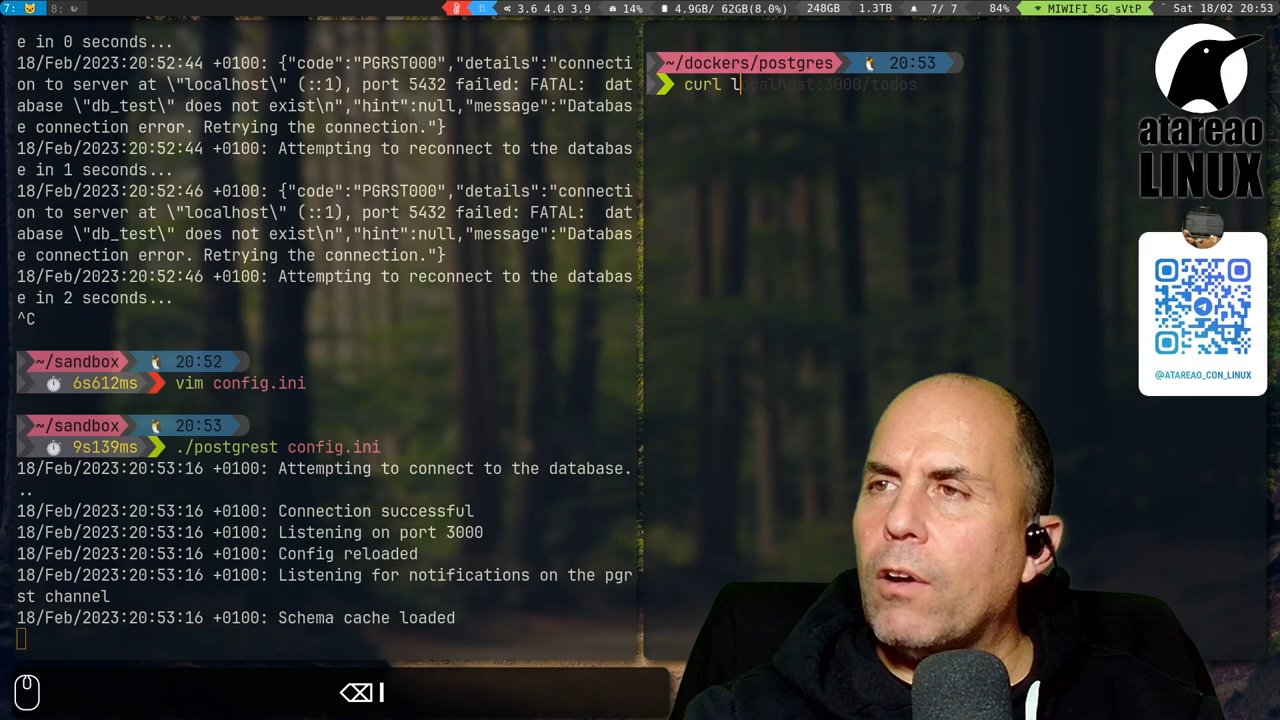 7:
8:
3.6 4.0 3.9
14%
4.9GB/ 62GB(8.0%)
248GB
1.3TB
7/ 7
84%
MIWIFI 5G_sVtP
Sat 18/02 20:53
e in 0 seconds...
18/Feb/2023:20:52:44 +0100: {"code":"PGRST000","details":"connecti
on to server at \"localhost\" (::1), port 5432 failed: FATAL:  dat
abase \"db_test\" does not exist\n","hint":null,"message":"Databas
e connection error. Retrying the connection."}
18/Feb/2023:20:52:44 +0100: Attempting to reconnect to the databas
e in 1 seconds...
18/Feb/2023:20:52:46 +0100: {"code":"PGRST000","details":"connecti
on to server at \"localhost\" (::1), port 5432 failed: FATAL:  dat
abase \"db_test\" does not exist\n","hint":null,"message":"Databas
e connection error. Retrying the connection."}
18/Feb/2023:20:52:46 +0100: Attempting to reconnect to the databas
e in 2 seconds...
^C
~/sandbox 20:52
6s612ms vim config.ini
~/sandbox 20:53
9s139ms ./postgrest config.ini
18/Feb/2023:20:53:16 +0100: Attempting to connect to the database.
..
18/Feb/2023:20:53:16 +0100: Connection successful
18/Feb/2023:20:53:16 +0100: Listening on port 3000
18/Feb/2023:20:53:16 +0100: Config reloaded
18/Feb/2023:20:53:16 +0100: Listening for notifications on the pgr
st channel
18/Feb/2023:20:53:16 +0100: Schema cache loaded
~/dockers/postgres 20:53
curl localhost:3000/todos
atareao
LINUX
@ATAREAO_CON_LINUX